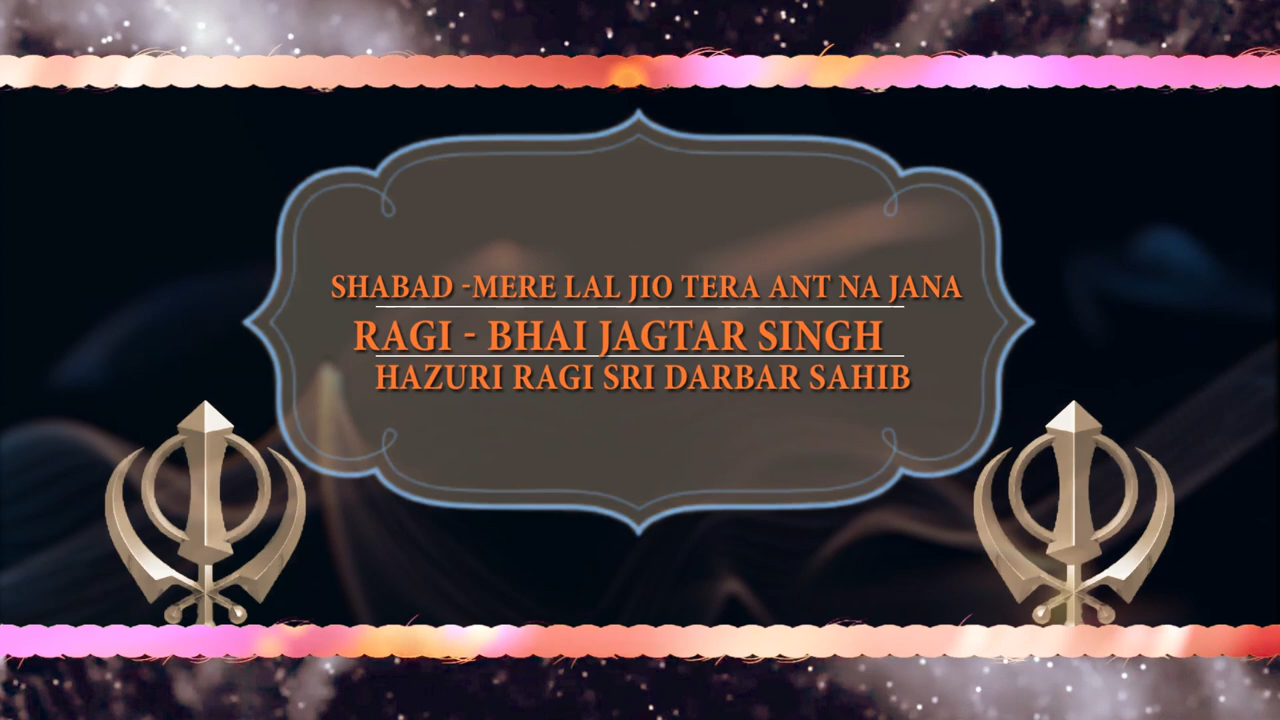 SHABAD -MERE LAL JIO TERA ANT NA JANA
RAGI - BHAI JAGTAR SINGH
HAZURI RAGI SRI DARBAR SAHIB